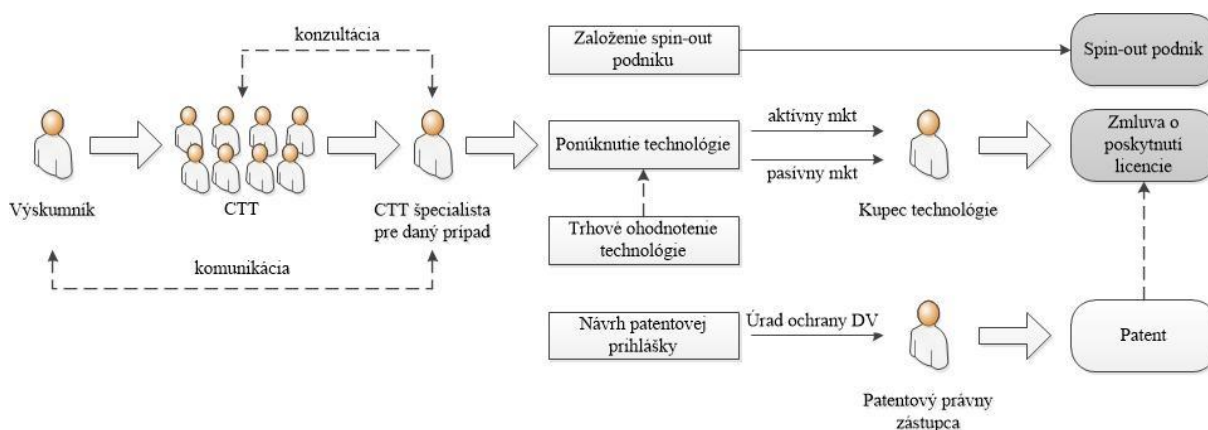 konzultácia
Výskumník
CTT
CTT špecialista
pre daný prípad
komunikácia
Založenie spin-out
podniku
Spin-out podnik
Ponúknutie technológie
aktívny mkt
pasívny mkt
Kupec technológie
Zmluva o
poskytnutí
licencie
Trhové ohodnotenie
technológie
Návrh patentovej
prihlášky
Úrad ochrany DV
Patentový právny
zástupca
Patent